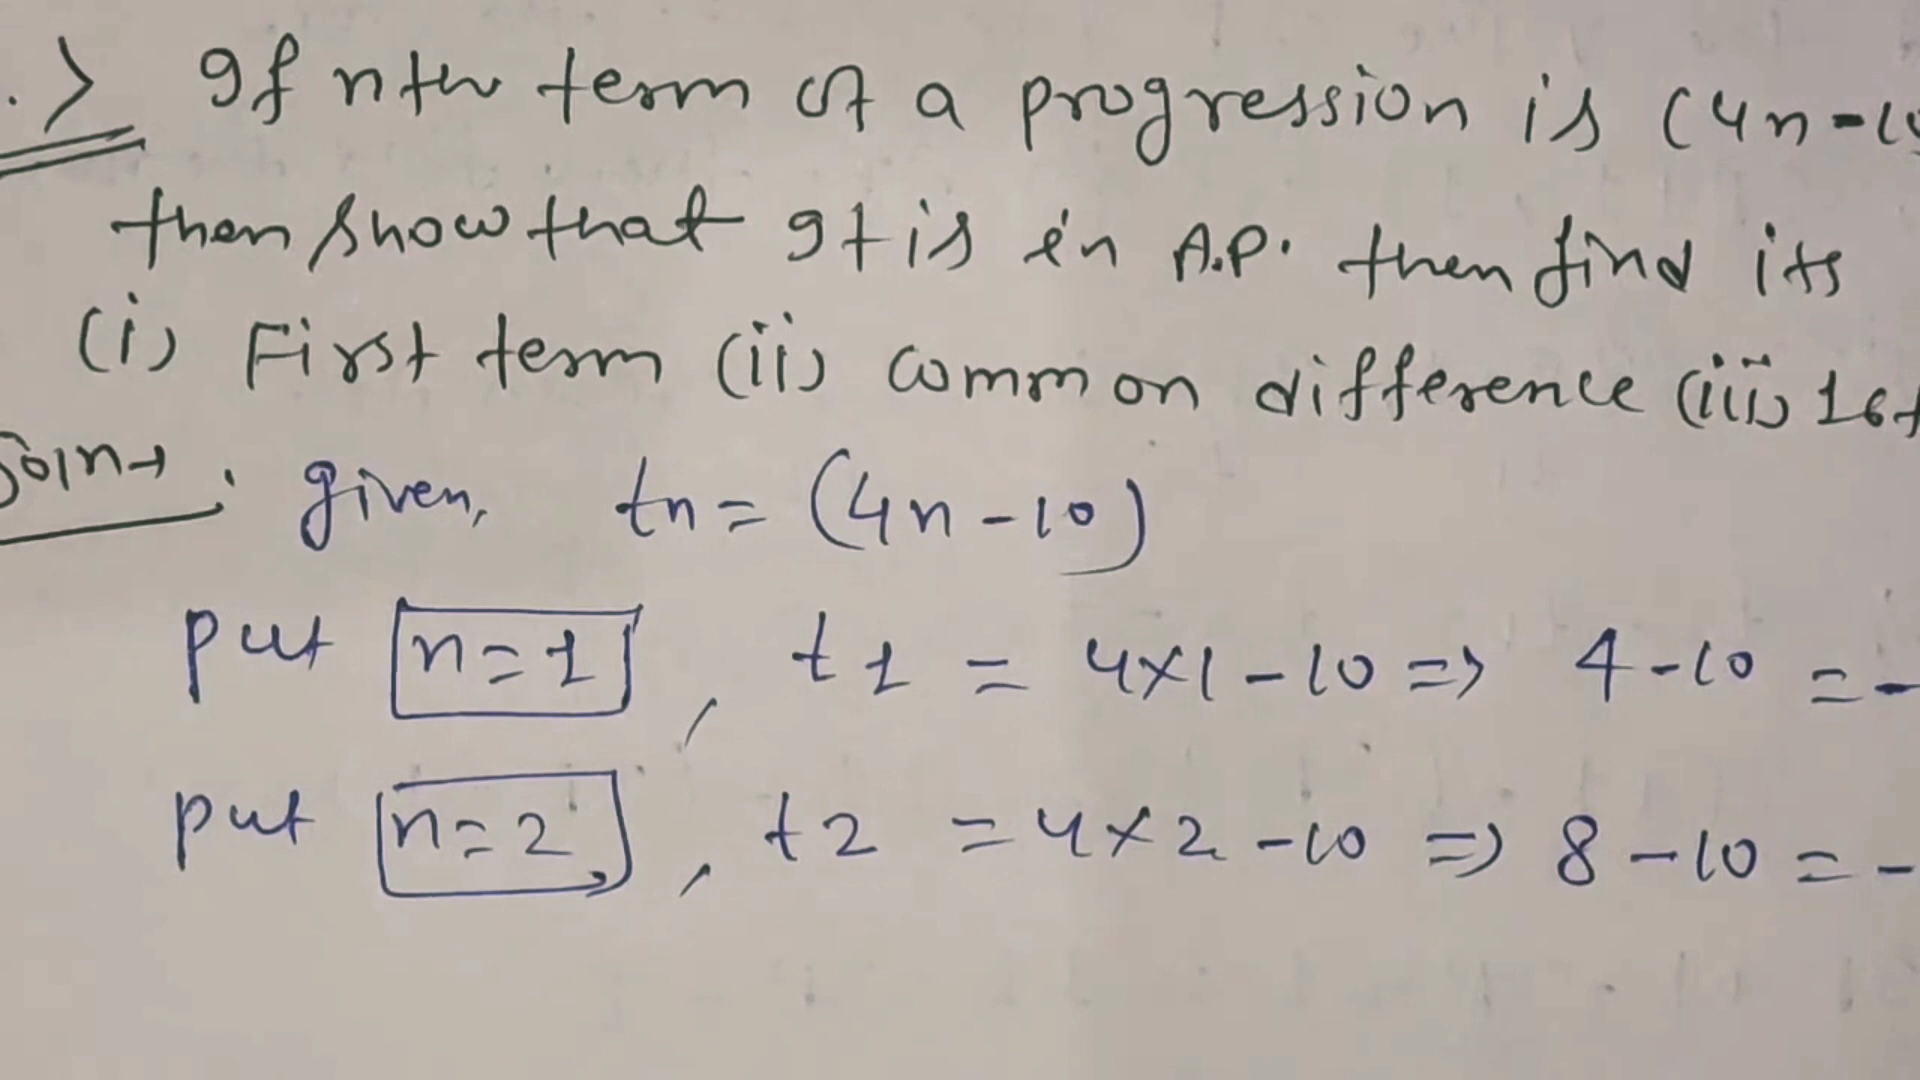 .> If nth term of a progression is (4n-10
then show that It is in A.P. then find its
(i) First term (ii) common difference (iii) 16t
Soln→ given, tn = (4n-10)
put n=1, t1 = 4×1-10 => 4-10 = -
put n=2, t2 = 4×2-10 => 8-10 = -